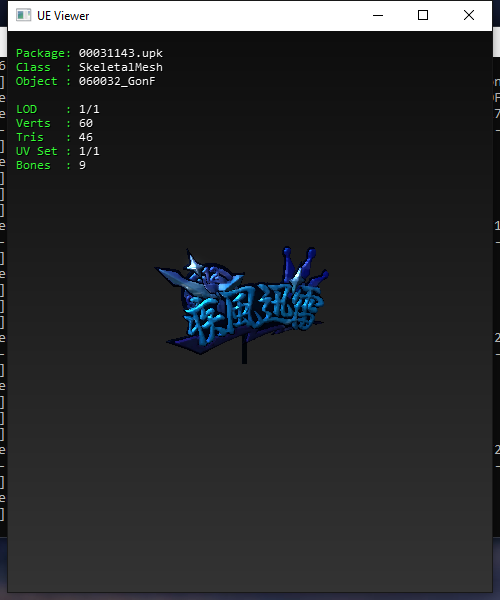 UE Viewer
Package: 00031143.upk
Class : SkeletalMesh
Object : 060032_GonF
LOD : 1/1
Verts : 60
Tris : 46
UV Set : 1/1
Bones : 9
疾風迅雷